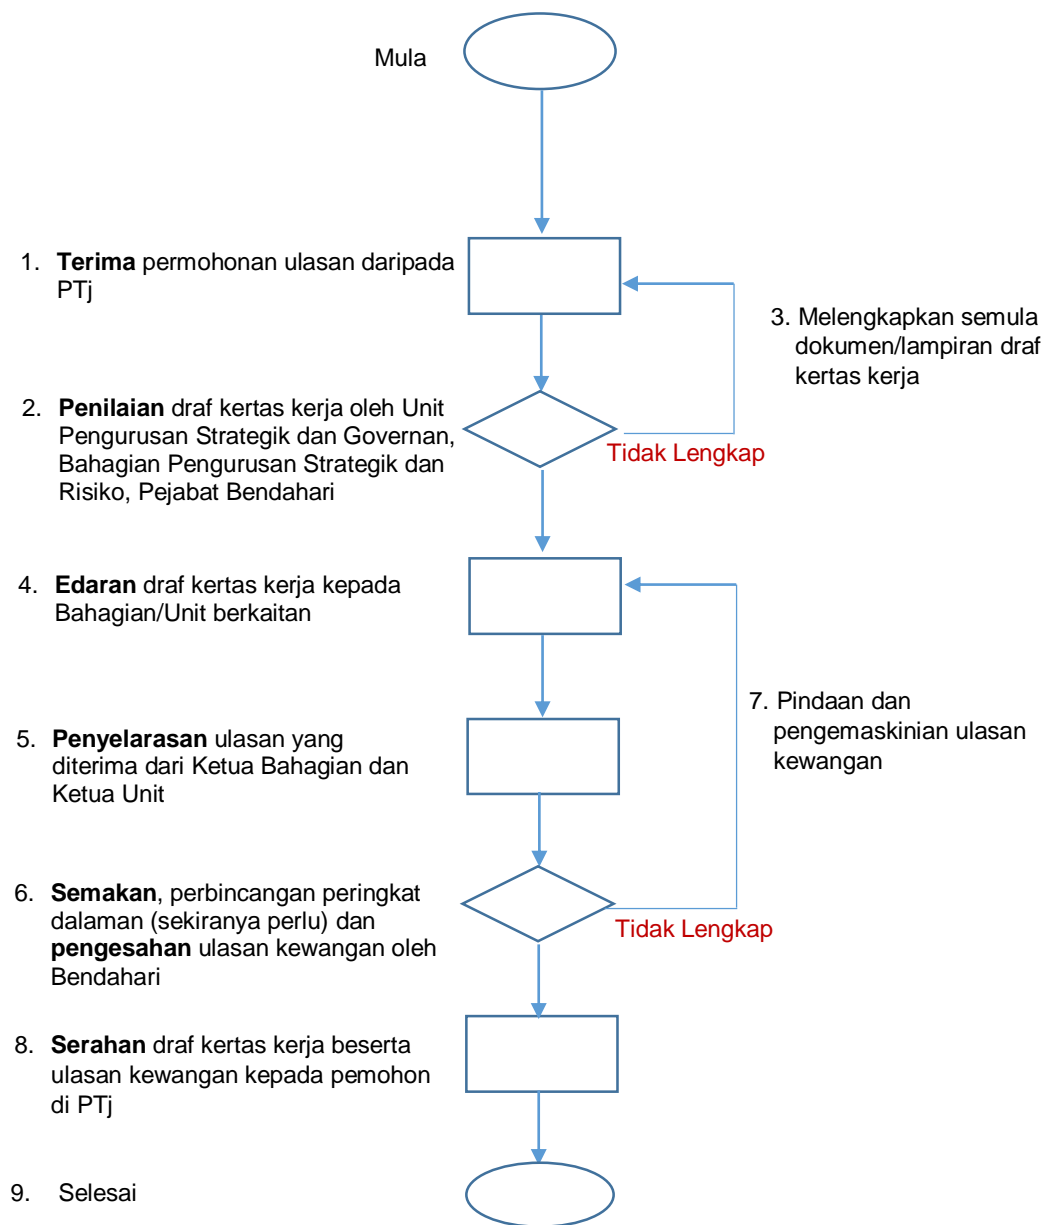 Mula
1. Terima permohonan ulasan daripada
PTj
3. Melengkapkan semula
dokumen/lampiran draf
kertas kerja
2. Penilaian draf kertas kerja oleh Unit
Pengurusan Strategik dan Governan,
Bahagian Pengurusan Strategik dan
Risiko, Pejabat Bendahari
Tidak Lengkap
4. Edaran draf kertas kerja kepada
Bahagian/Unit berkaitan
5. Penyelarasan ulasan yang
diterima dari Ketua Bahagian dan
Ketua Unit
7. Pindaan dan
pengemaskinian ulasan
kewangan
6. Semakan, perbincangan peringkat
dalaman (sekiranya perlu) dan
pengesahan ulasan kewangan oleh
Bendahari
Tidak Lengkap
8. Serahan draf kertas kerja beserta
ulasan kewangan kepada pemohon
di PTj
9. Selesai